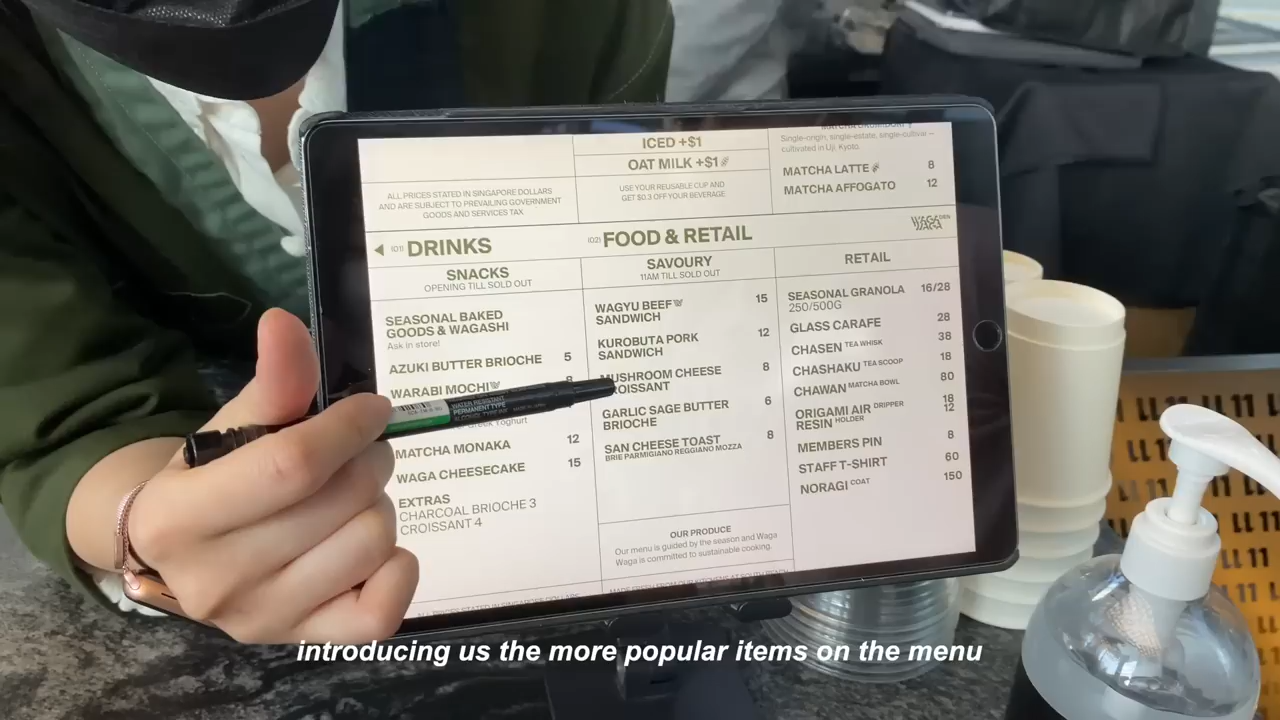 ICED +$1
OAT MILK +$1
USE YOUR REUSABLE CUP AND
GET $0.3 OFF YOUR BEVERAGE
ALL PRICES STATED IN SINGAPORE DOLLARS
AND ARE SUBJECT TO PREVAILING GOVERNMENT
GOODS AND SERVICES TAX
Single-origin, single-estate, single-cultivar —
cultivated in Uji, Kyoto.
MATCHA LATTE 8
MATCHA AFFOGATO 12
(D1) DRINKS
(D2) FOOD & RETAIL
SNACKS
OPENING TILL SOLD OUT
SEASONAL BAKED
GOODS & WAGASHI
Ask in store!
AZUKI BUTTER BRIOCHE 5
WARABI MOCHI 8
Yoghurt
MATCHA MONAKA 12
WAGA CHEESECAKE 15
EXTRAS
CHARCOAL BRIOCHE 3
CROISSANT 4
SAVOURY
11AM TILL SOLD OUT
WAGYU BEEF 15
SANDWICH
KUROBUTA PORK 12
SANDWICH
MUSHROOM CHEESE 8
CROISSANT
GARLIC SAGE BUTTER 6
BRIOCHE
SAN CHEESE TOAST 8
BRIE PARMIGIANO REGGIANO MOZZA
OUR PRODUCE
Our menu is guided by the season and Waga
Waga is committed to sustainable cooking.
RETAIL
SEASONAL GRANOLA 16/28
250/500G
GLASS CARAFE 28
CHASEN TEA WHISK 38
CHASHAKU TEA SCOOP 18
CHAWAN MATCHA BOWL 80
ORIGAMI AIR DRIPPER 18
RESIN HOLDER 12
MEMBERS PIN 8
STAFF T-SHIRT 60
NORAGI COAT 150
WATER RESISTANT
PERMANENT TYPE
introducing us the more popular items on the menu